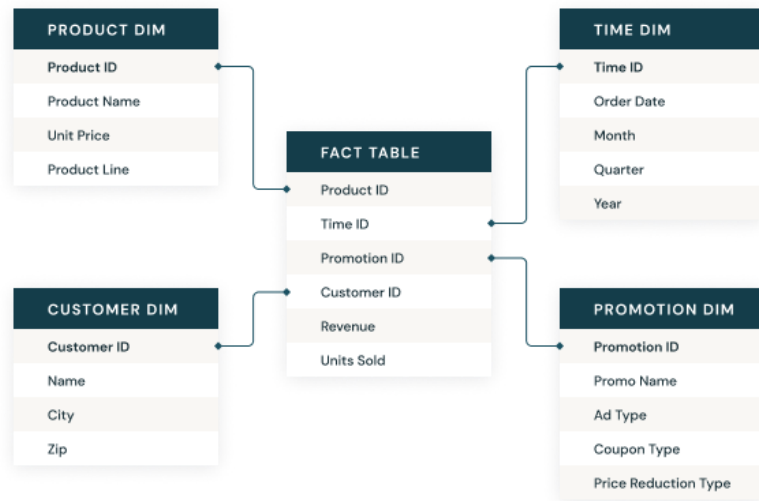 PRODUCT DIM
Product ID
Product Name
Unit Price
Product Line
TIME DIM
Time ID
Order Date
Month
Quarter
Year
FACT TABLE
Product ID
Time ID
Promotion ID
Customer ID
Revenue
Units Sold
CUSTOMER DIM
Customer ID
Name
City
Zip
PROMOTION DIM
Promotion ID
Promo Name
Ad Type
Coupon Type
Price Reduction Type